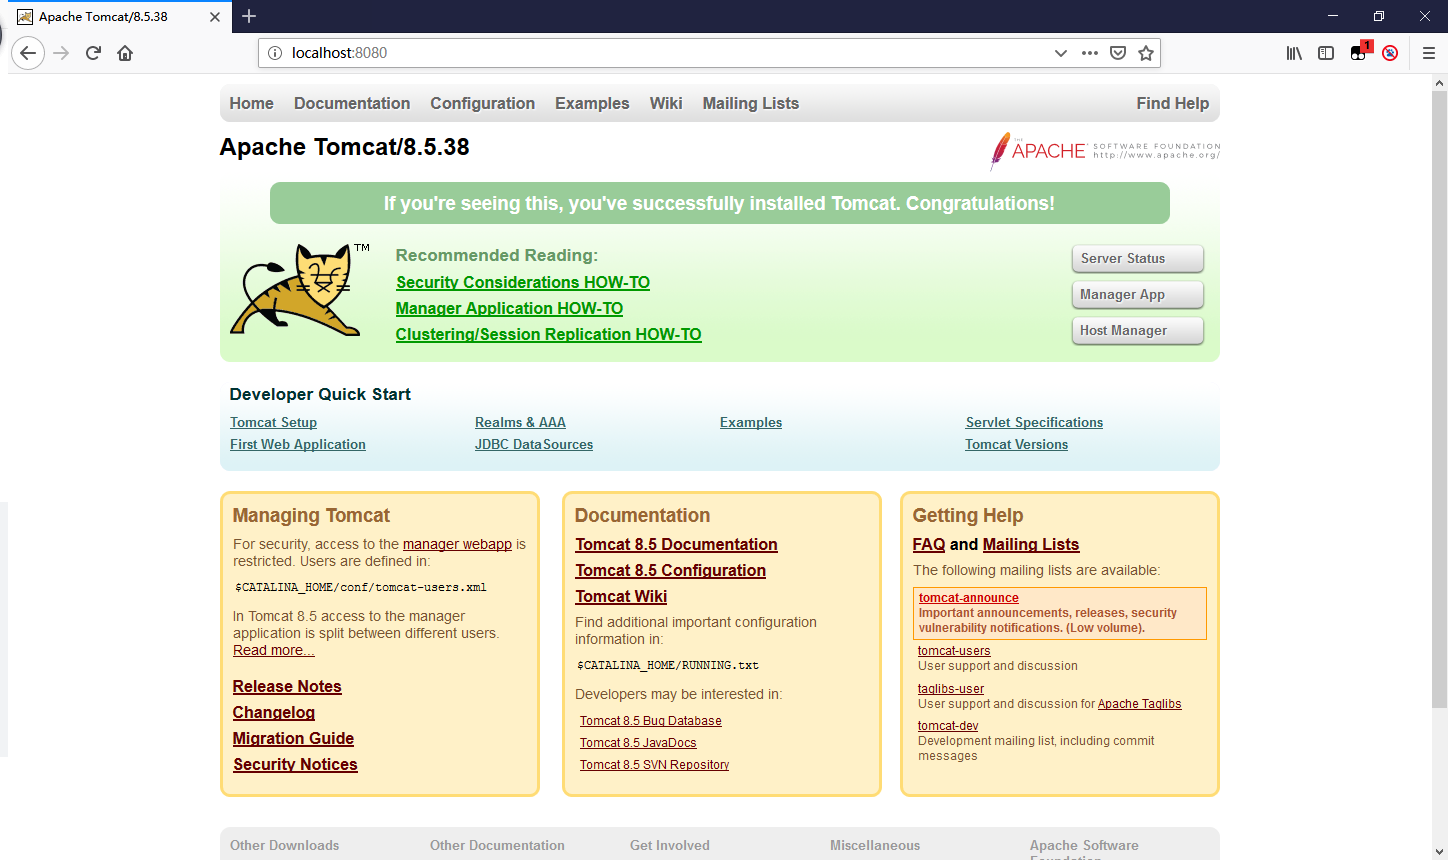 Apache Tomcat/8.5.38
localhost:8080
1
Home Documentation Configuration Examples Wiki Mailing Lists Find Help
Apache Tomcat/8.5.38
THE
APACHE SOFTWARE FOUNDATION
http://www.apache.org/
If you're seeing this, you've successfully installed Tomcat. Congratulations!
TM
Recommended Reading:
Security Considerations HOW-TO
Manager Application HOW-TO
Clustering/Session Replication HOW-TO
Server Status
Manager App
Host Manager
Developer Quick Start
Tomcat Setup
First Web Application
Realms & AAA
JDBC DataSources
Examples
Servlet Specifications
Tomcat Versions
Managing Tomcat
For security, access to the manager webapp is
restricted. Users are defined in:
$CATALINA_HOME/conf/tomcat-users.xml
In Tomcat 8.5 access to the manager
application is split between different users.
Read more...
Release Notes
Changelog
Migration Guide
Security Notices
Documentation
Tomcat 8.5 Documentation
Tomcat 8.5 Configuration
Tomcat Wiki
Find additional important configuration
information in:
$CATALINA_HOME/RUNNING.txt
Developers may be interested in:
Tomcat 8.5 Bug Database
Tomcat 8.5 JavaDocs
Tomcat 8.5 SVN Repository
Getting Help
FAQ and Mailing Lists
The following mailing lists are available:
tomcat-announce
Important announcements, releases, security
vulnerability notifications. (Low volume).
tomcat-users
User support and discussion
taglibs-user
User support and discussion for Apache Taglibs
tomcat-dev
Development mailing list, including commit
messages
Other Downloads
Other Documentation
Get Involved
Miscellaneous
Apache Software
Foundation